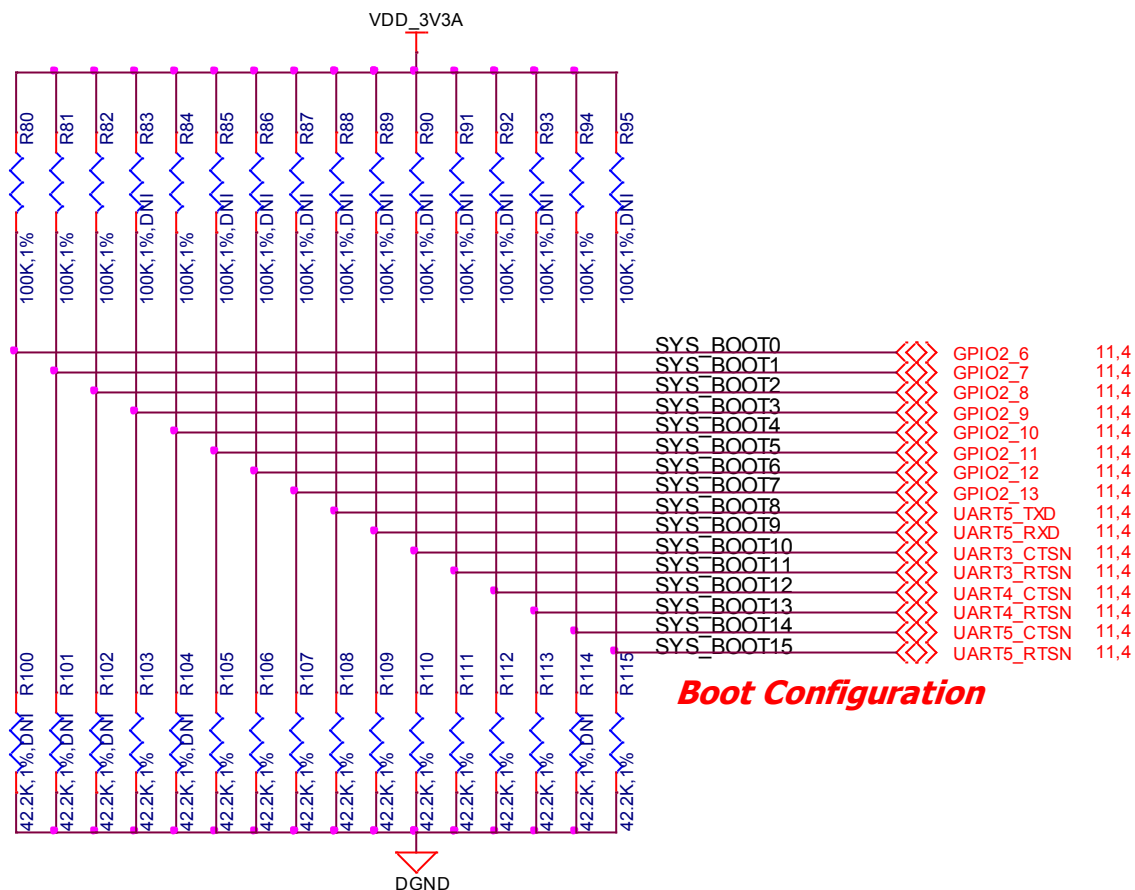 VDD_3V3A
R80
R81
R82
R83
R84
R85
R86
R87
R88
R89
R90
R91
R92
R93
R94
R95
100K,1%
100K,1%
100K,1%
100K,1%,DNI
100K,1%
100K,1%,DNI
100K,1%,DNI
100K,1%,DNI
100K,1%,DNI
100K,1%,DNI
100K,1%,DNI
100K,1%,DNI
100K,1%,DNI
100K,1%,DNI
100K,1%
100K,1%,DNI
SYS_BOOT0 GPIO2_6 11,4
SYS_BOOT1 GPIO2_7 11,4
SYS_BOOT2 GPIO2_8 11,4
SYS_BOOT3 GPIO2_9 11,4
SYS_BOOT4 GPIO2_10 11,4
SYS_BOOT5 GPIO2_11 11,4
SYS_BOOT6 GPIO2_12 11,4
SYS_BOOT7 GPIO2_13 11,4
SYS_BOOT8 UART5_TXD 11,4
SYS_BOOT9 UART5_RXD 11,4
SYS_BOOT10 UART3_CTSN 11,4
SYS_BOOT11 UART3_RTSN 11,4
SYS_BOOT12 UART4_CTSN 11,4
SYS_BOOT13 UART4_RTSN 11,4
SYS_BOOT14 UART5_CTSN 11,4
SYS_BOOT15 UART5_RTSN 11,4
Boot Configuration
R100
R101
R102
R103
R104
R105
R106
R107
R108
R109
R110
R111
R112
R113
R114
R115
42.2K,1%,DNI
42.2K,1%,DNI
42.2K,1%,DNI
42.2K,1%
42.2K,1%,DNI
42.2K,1%
42.2K,1%
42.2K,1%
42.2K,1%
42.2K,1%
42.2K,1%
42.2K,1%
42.2K,1%
42.2K,1%
42.2K,1%,DNI
42.2K,1%
DGND